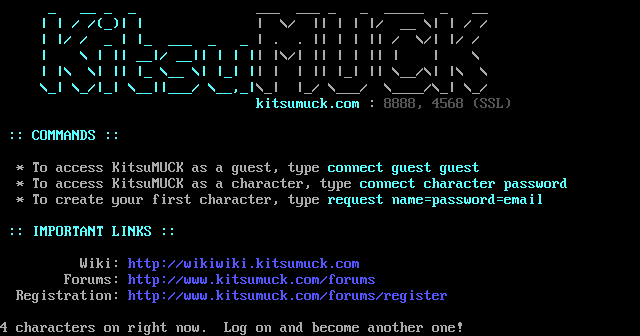 KitsuMUCK
kitsumuck.com : 8888, 4568 (SSL)
:: COMMANDS ::
* To access KitsuMUCK as a guest, type connect guest guest
* To access KitsuMUCK as a character, type connect character password
* To create your first character, type request name=password=email
:: IMPORTANT LINKS ::
Wiki: http://wikiwiki.kitsumuck.com
Forums: http://www.kitsumuck.com/forums
Registration: http://www.kitsumuck.com/forums/register
4 characters on right now.  Log on and become another one!